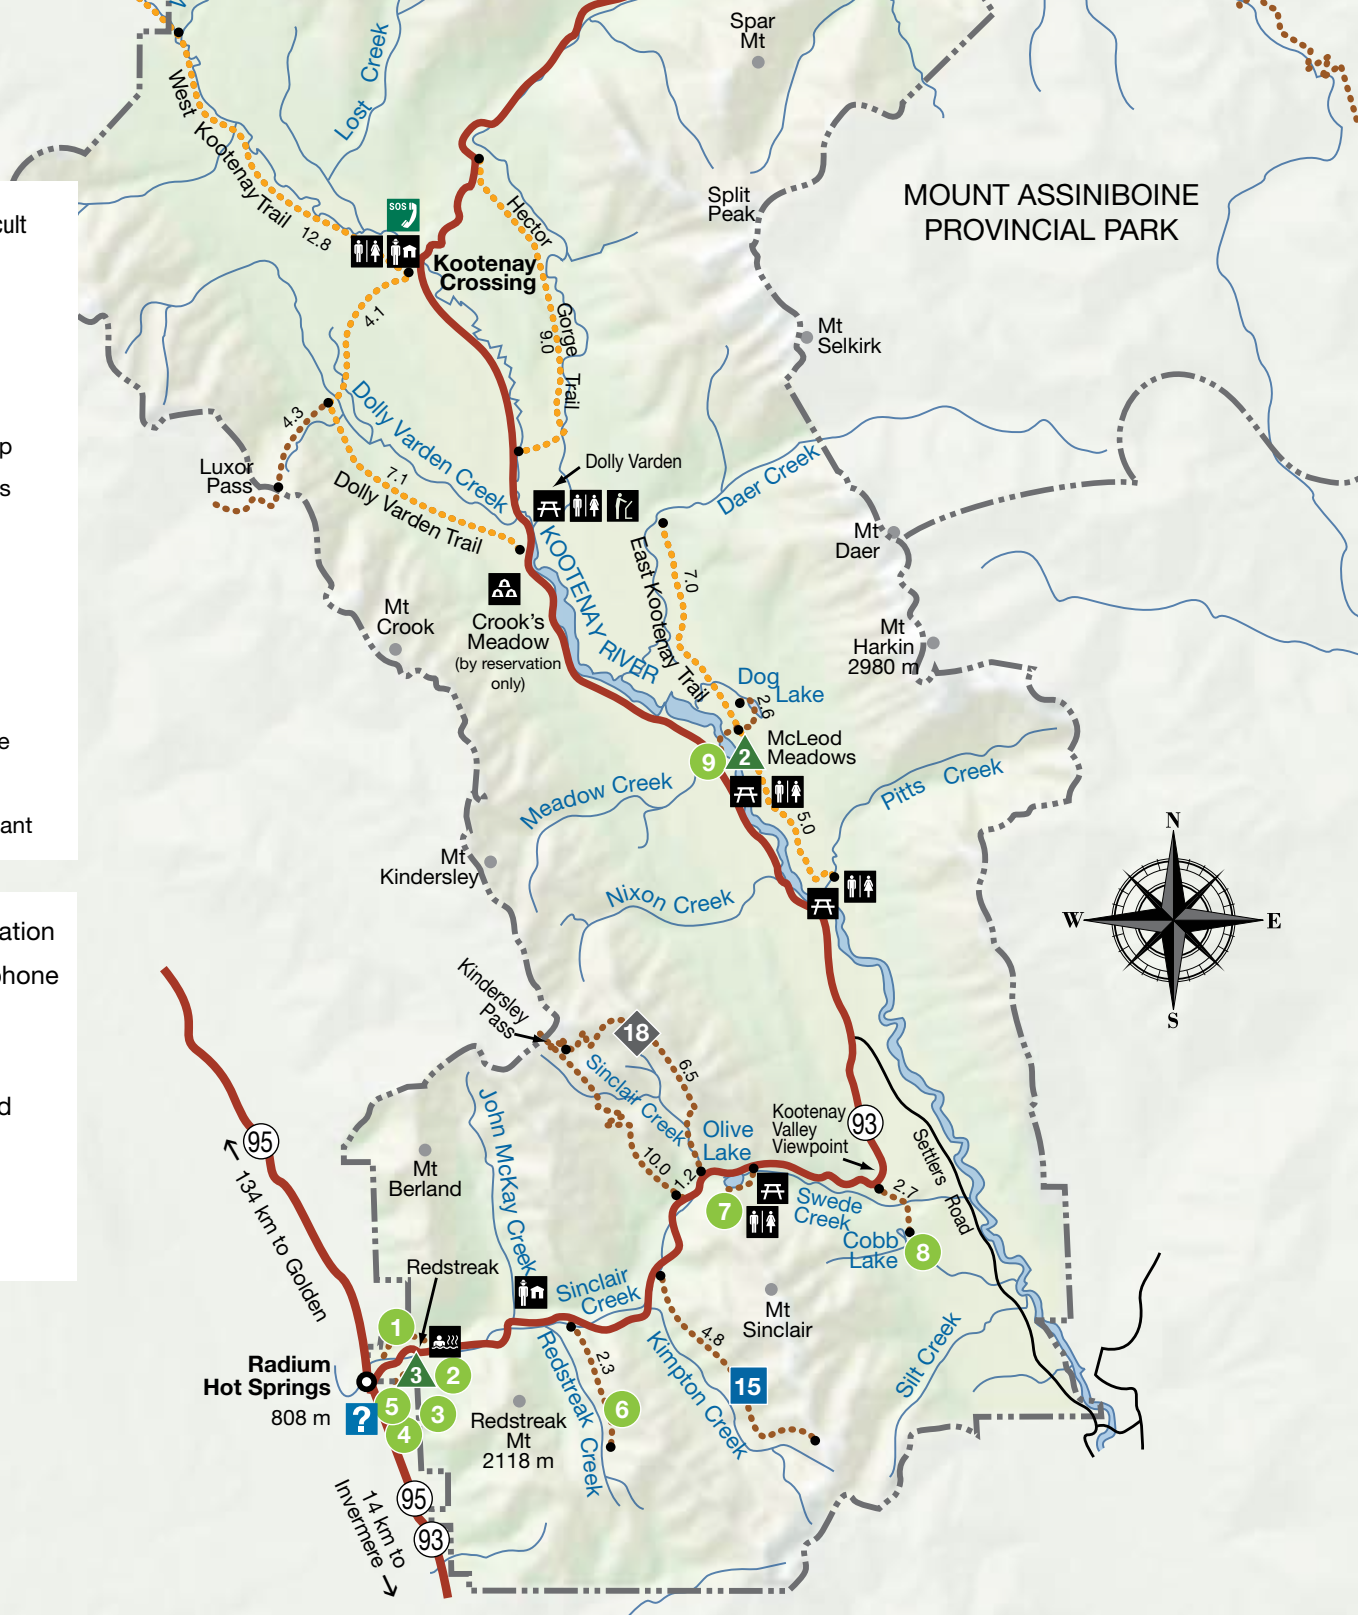 Spar
Mt
Lost Creek
West Kootenay Trail 12.8
SOS
Hector Gorge Trail
9.0
Split
Peak
MOUNT ASSINIBOINE
PROVINCIAL PARK
cult
Kootenay
Crossing
4.1
Mt
Selkirk
4.3
Dolly Varden Creek
p
s
Luxor
Pass
7.1
Dolly Varden Trail
Dolly Varden
Daer Creek
Mt
Daer
KOOTENAY RIVER
East Kootenay Trail
7.0
Mt
Crook
Crook's
Meadow
(by reservation
only)
Mt
Harkin
2980 m
Dog
Lake
2.6
e
McLeod
Meadows
9
2
Meadow Creek
Pitts Creek
ant
5.0
Mt
Kindersley
Nixon Creek
N
W
E
S
ation
phone
d
Kindersley
Pass
18
6.5
Sinclair Creek
John McKay Creek
10.0
1.2
Olive
Lake
Kootenay
Valley
Viewpoint
93
Settlers Road
95
134 km to Golden
Mt
Berland
7
Swede
Creek
2.7
Cobb
Lake
8
Redstreak
Sinclair
Creek
Mt
Sinclair
1
Radium
Hot Springs
808 m
?
3
2
5
3
4
Redstreak
Mt
2118 m
Redstreak Creek
2.3
6
Kimpton Creek
4.8
15
Silt Creek
95
93
14 km to
Invermere